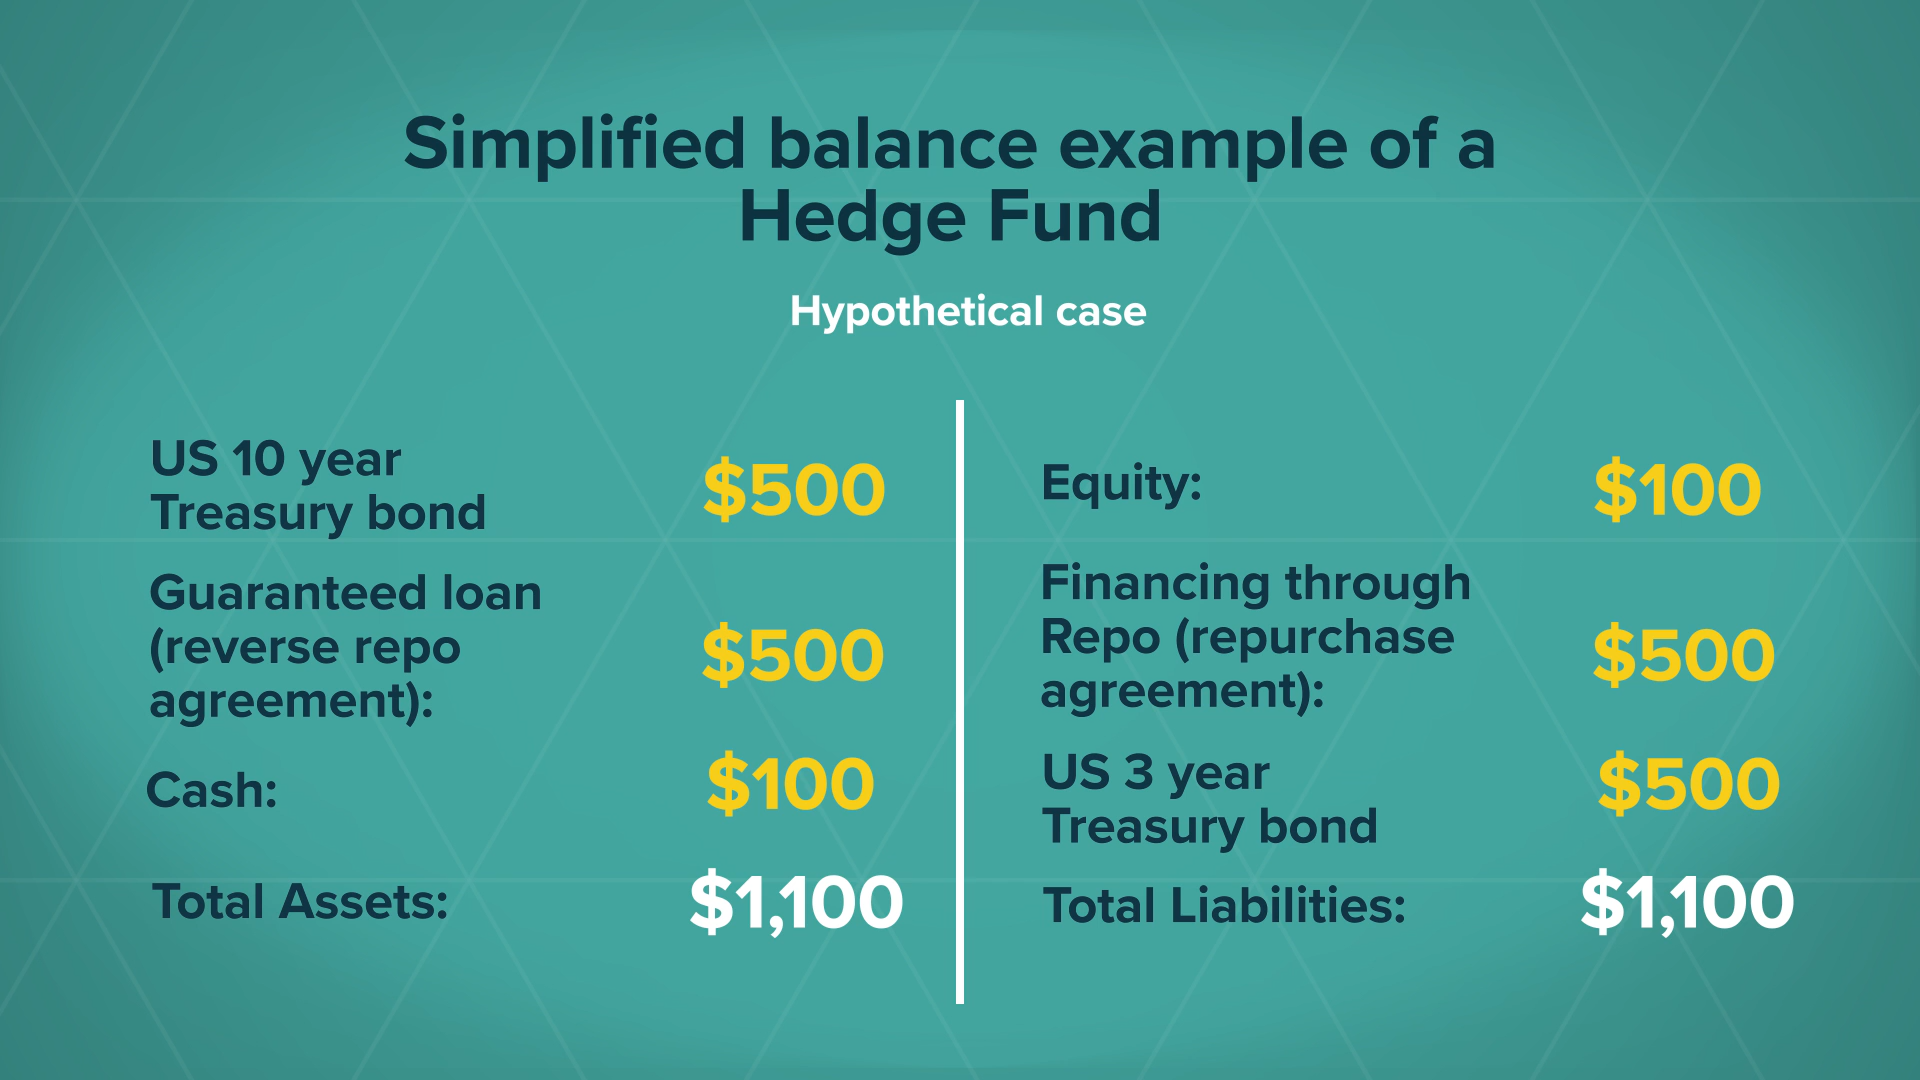 Simplified balance example of a
Hedge Fund
Hypothetical case
US 10 year
Treasury bond
$500
Guaranteed loan
(reverse repo
agreement):
$500
Cash:
$100
Total Assets:
$1,100
Equity:
$100
Financing through
Repo (repurchase
agreement):
$500
US 3 year
Treasury bond
$500
Total Liabilities:
$1,100